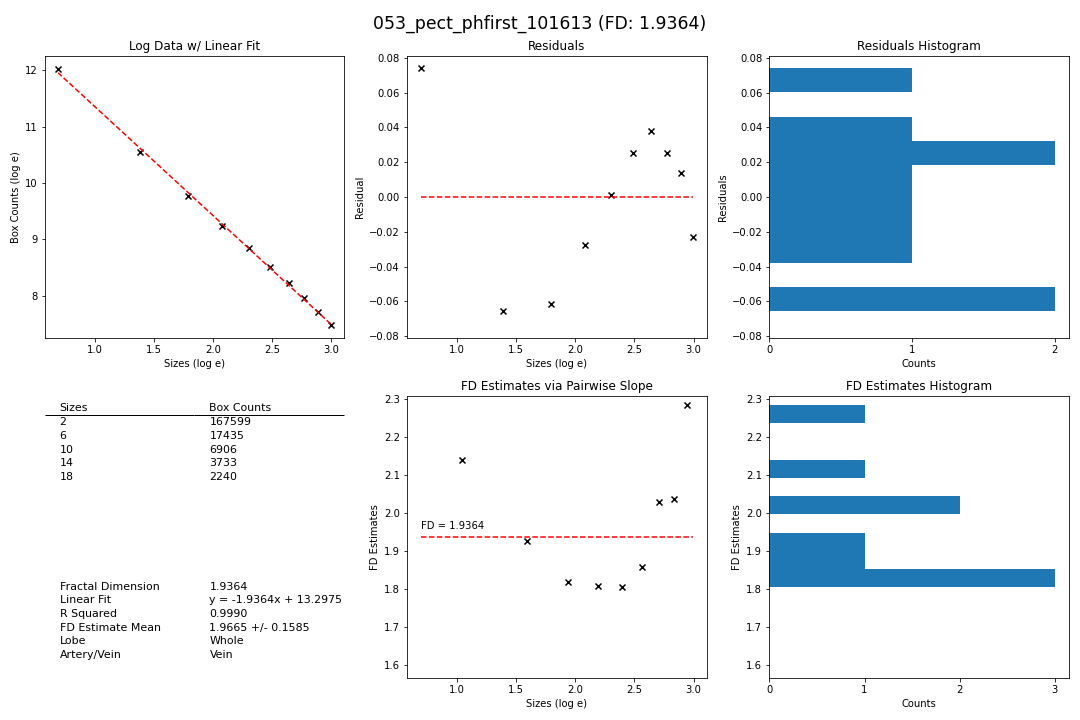 053_pect_phfirst_101613 (FD: 1.9364)
Log Data w/ Linear Fit
Box Counts (log e)
12
11
10
9
8
1.0 1.5 2.0 2.5 3.0
Sizes (log e)
Residuals
Residual
0.08
0.06
0.04
0.02
0.00
−0.02
−0.04
−0.06
−0.08
1.0 1.5 2.0 2.5 3.0
Sizes (log e)
Residuals Histogram
Residuals
0.08
0.06
0.04
0.02
0.00
−0.02
−0.04
−0.06
−0.08
0 1 2
Counts
Sizes Box Counts
2 167599
6 17435
10 6906
14 3733
18 2240
Fractal Dimension 1.9364
Linear Fit y = -1.9364x + 13.2975
R Squared 0.9990
FD Estimate Mean 1.9665 +/- 0.1585
Lobe Whole
Artery/Vein Vein
FD Estimates via Pairwise Slope
FD Estimates
2.3
2.2
2.1
2.0
1.9
1.8
1.7
1.6
FD = 1.9364
1.0 1.5 2.0 2.5 3.0
Sizes (log e)
FD Estimates Histogram
FD Estimates
2.3
2.2
2.1
2.0
1.9
1.8
1.7
1.6
0 1 2 3
Counts